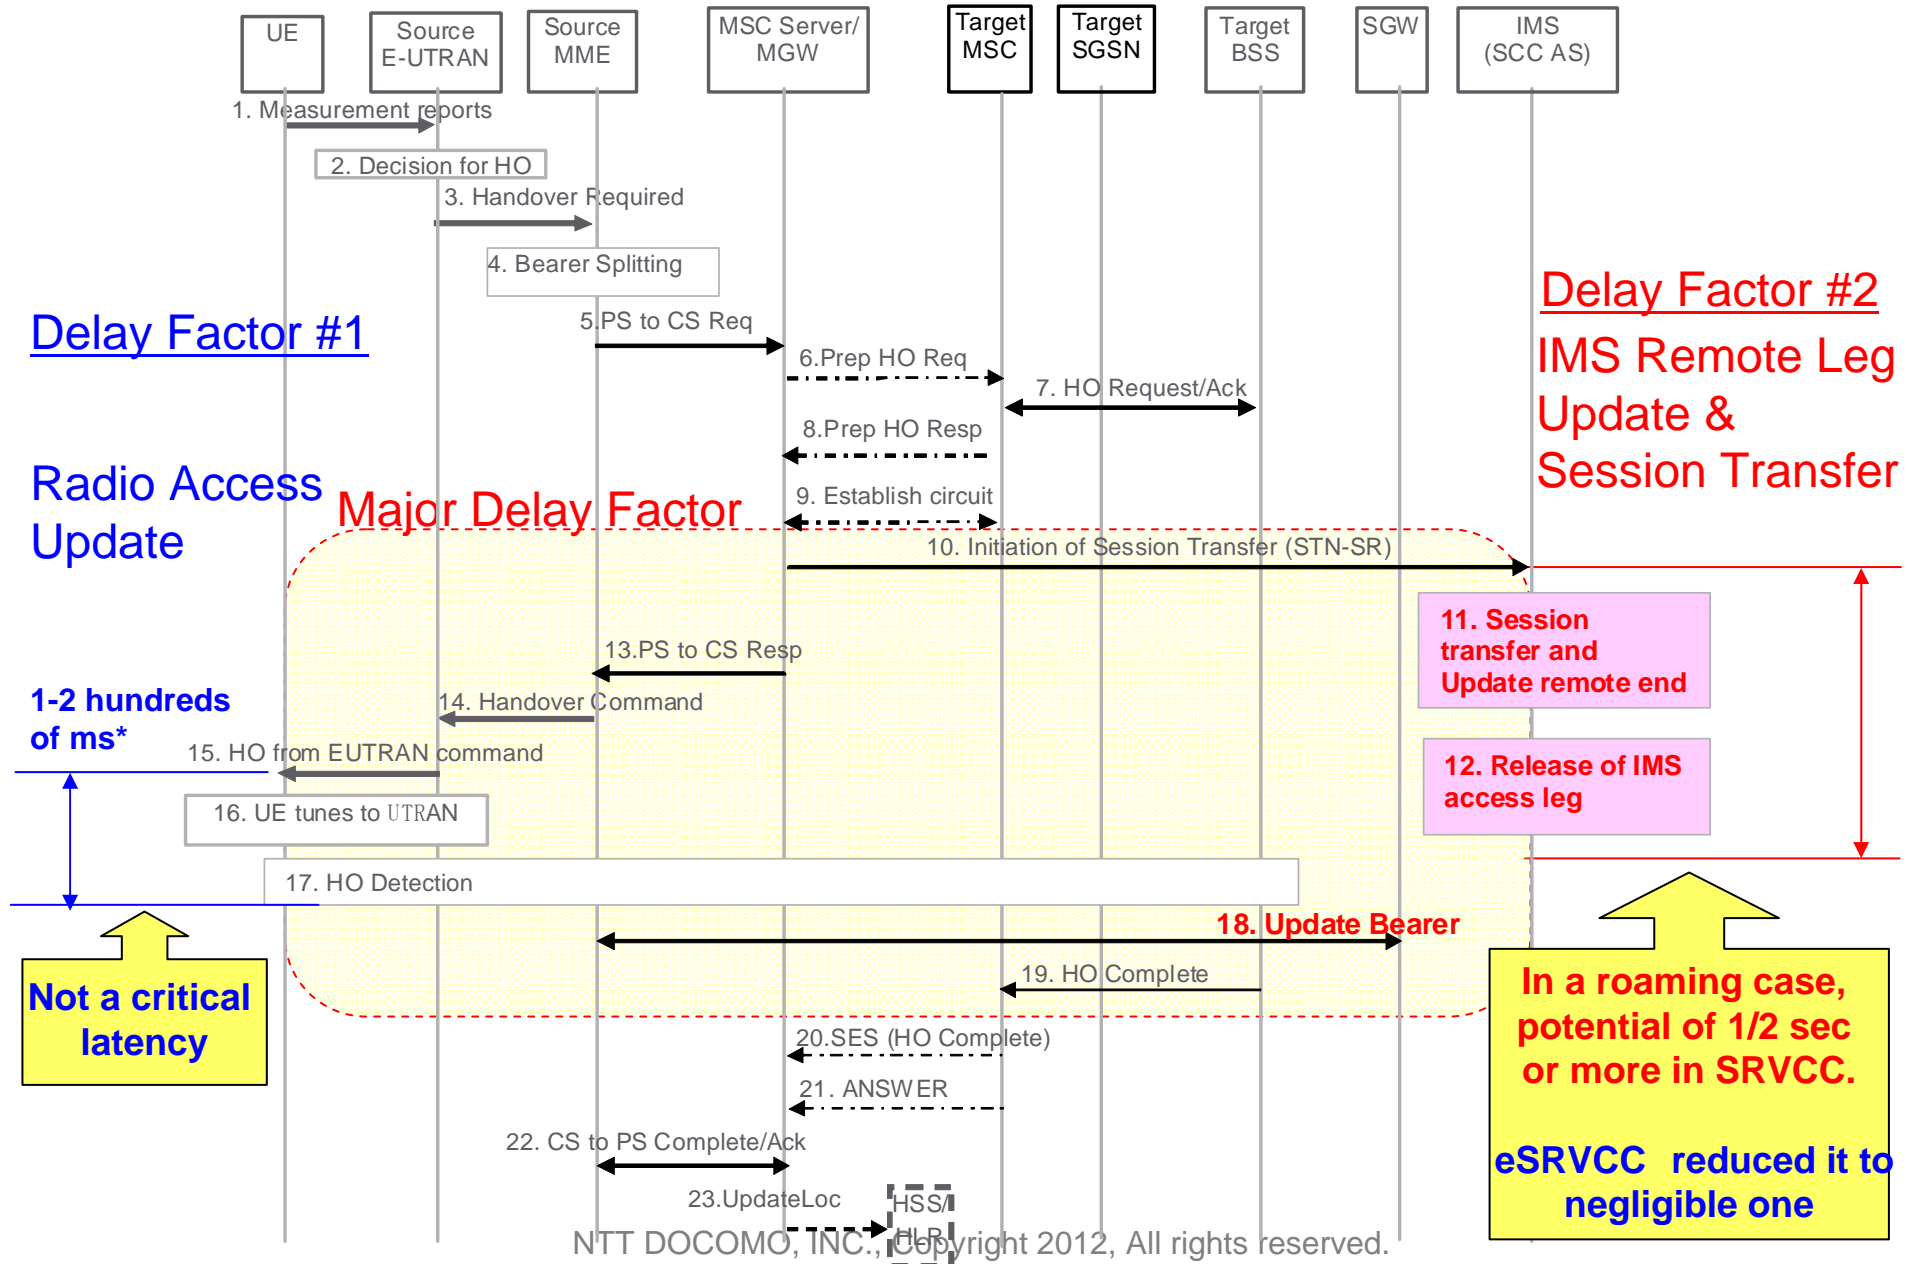 UE
Source
E-UTRAN
Source
MME
MSC Server/
MGW
Target
MSC
Target
SGSN
Target
BSS
SGW
IMS
(SCC AS)
1. Measurement reports
2. Decision for HO
3. Handover Required
4. Bearer Splitting
Delay Factor #1
Delay Factor #2
5.PS to CS Req
6.Prep HO Req
7. HO Request/Ack
IMS Remote Leg
Update &
Session Transfer
8.Prep HO Resp
Radio Access
Update
Major Delay Factor
9. Establish circuit
10. Initiation of Session Transfer (STN-SR)
11. Session
transfer and
Update remote end
13.PS to CS Resp
1-2 hundreds
of ms*
14. Handover Command
15. HO from EUTRAN command
12. Release of IMS
access leg
16. UE tunes to UTRAN
17. HO Detection
18. Update Bearer
19. HO Complete
Not a critical
latency
In a roaming case,
potential of 1/2 sec
or more in SRVCC.
eSRVCC reduced it to
negligible one
20.SES (HO Complete)
21. ANSWER
22. CS to PS Complete/Ack
23.UpdateLoc
HSS/
HLR
NTT DOCOMO, INC., Copyright 2012, All rights reserved.